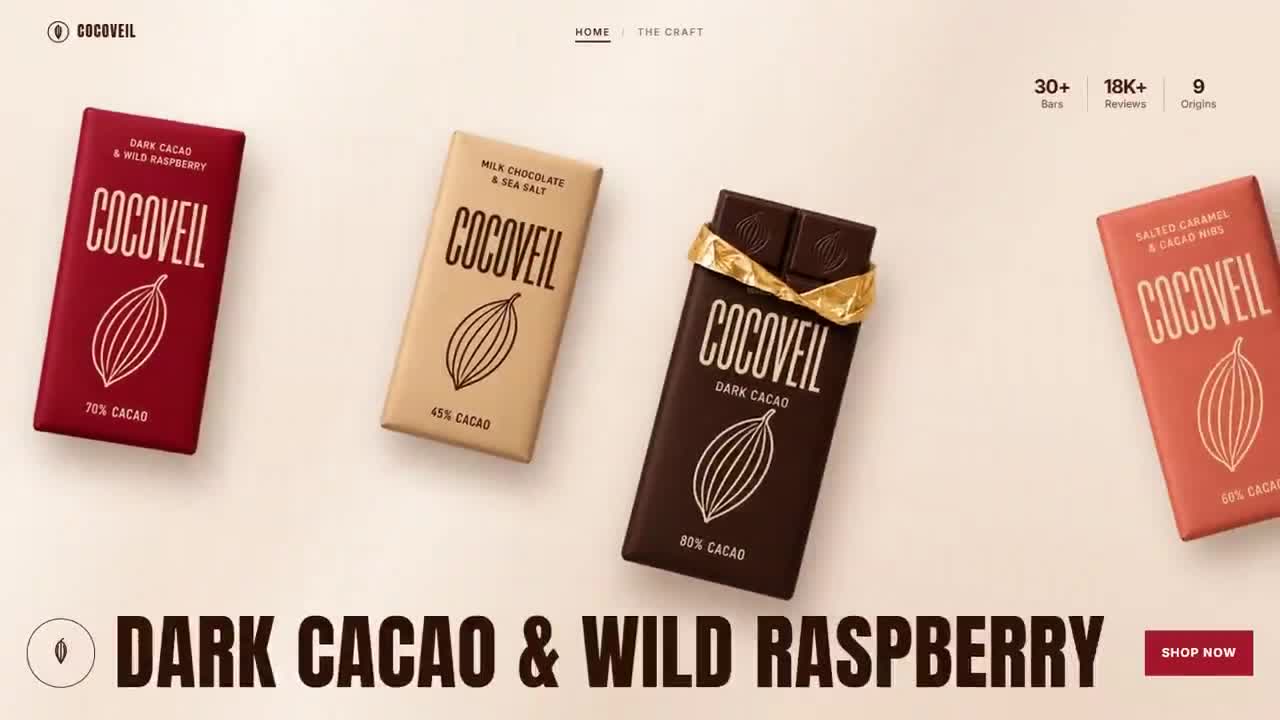 COCOVEIL
HOME | THE CRAFT
30+
Bars
18K+
Reviews
9
Origins
DARK CACAO
& WILD RASPBERRY
COCOVEIL
70% CACAO
MILK CHOCOLATE
& SEA SALT
COCOVEIL
45% CACAO
COCOVEIL
DARK CACAO
80% CACAO
SALTED CARAMEL
& CACAO NIBS
COCOVEIL
60% CACAO
DARK CACAO & WILD RASPBERRY
SHOP NOW